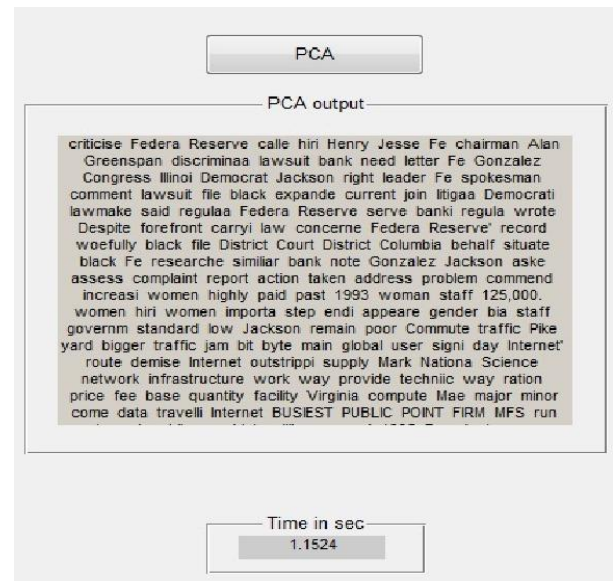 PCA
PCA output
criticise Federa Reserve calle hiri Henry Jesse Fe chairman Alan
Greenspan discriminaa lawsuit bank need letter Fe Gonzalez
Congress Illinoi Democrat Jackson right leader Fe spokesman
comment lawsuit file black expande current join litigaa Democrati
lawmake said regulaa Federa Reserve serve banki regula wrote
Despite forefront carryi law concerne Federa Reserve' record
woefully black file District Court District Columbia behalf situate
black Fe researche similiar bank note Gonzalez Jackson aske
assess complaint report action taken address problem commend
increasi women highly paid past 1993 woman staff 125,000.
women hiri women importa step endi appeare gender bia staff
governm standard low Jackson remain poor Commute traffic Pike
yard bigger traffic jam bit byte main global user signi day Internet'
route demise Internet outstrippi supply Mark Nationa Science
network infrastructure work way provide techniic way ration
price fee base quantity facility Virginia compute Mae major minor
come data travelli Internet BUSIEST PUBLIC POINT FIRM MFS run
Time in sec
1.1524